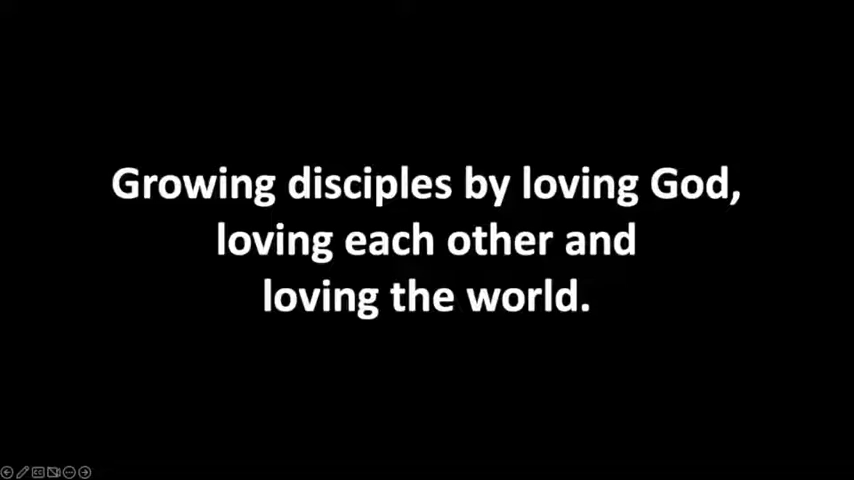 Growing disciples by loving God,
loving each other and
loving the world.